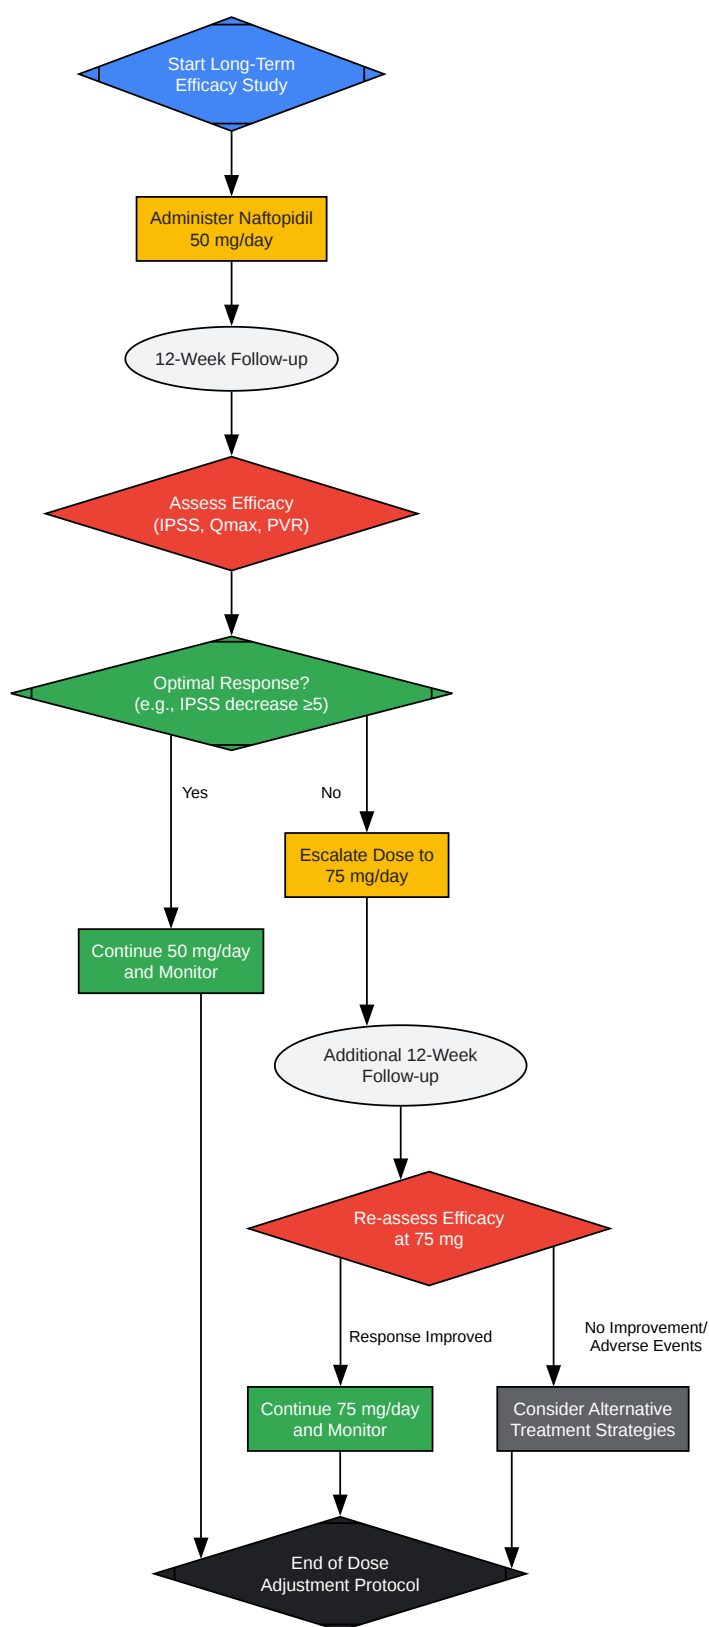 Start Long-Term
Efficacy Study
Administer Naftopidil
50 mg/day
12-Week Follow-up
Assess Efficacy
(IPSS, Qmax, PVR)
Optimal Response?
(e.g., IPSS decrease ≥5)
Yes
No
Escalate Dose to
75 mg/day
Continue 50 mg/day
and Monitor
Additional 12-Week
Follow-up
Re-assess Efficacy
at 75 mg
Response Improved
No Improvement/
Adverse Events
Continue 75 mg/day
and Monitor
Consider Alternative
Treatment Strategies
End of Dose
Adjustment Protocol